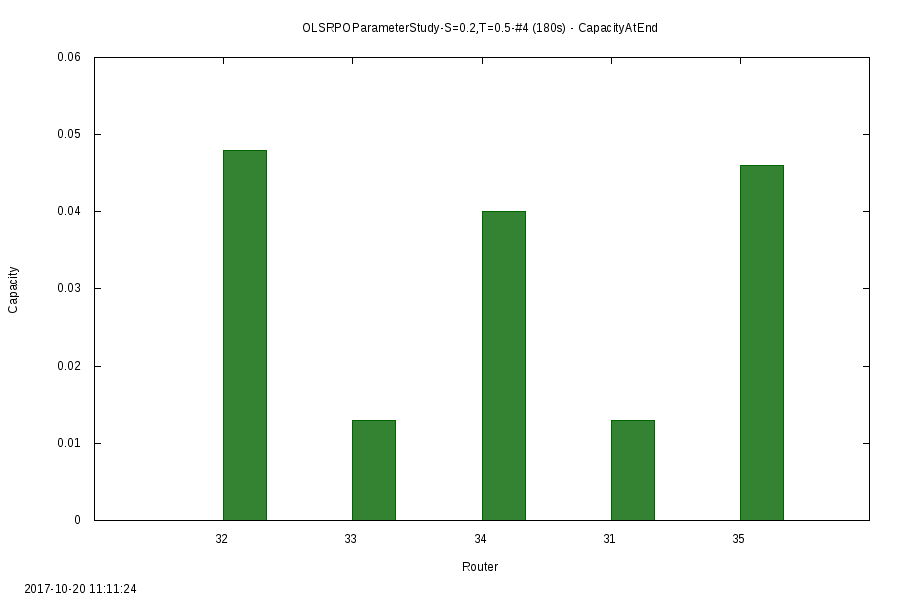 OLSRPOParameterStudy-S=0.2,T=0.5-#4 (180s) - CapacityAtEnd
0.06
0.05
0.04
0.03
0.02
0.01
0
Capacity
32 33 34 31 35
Router
2017-10-20 11:11:24